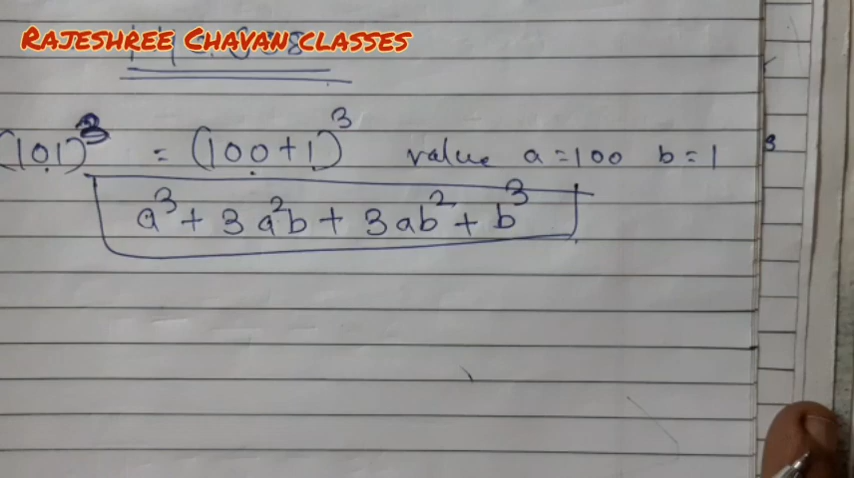 RAJESHREE CHAVAN CLASSES
(101)³ = (100+1)³ value a=100 b=1
a³ + 3a²b + 3ab² + b³